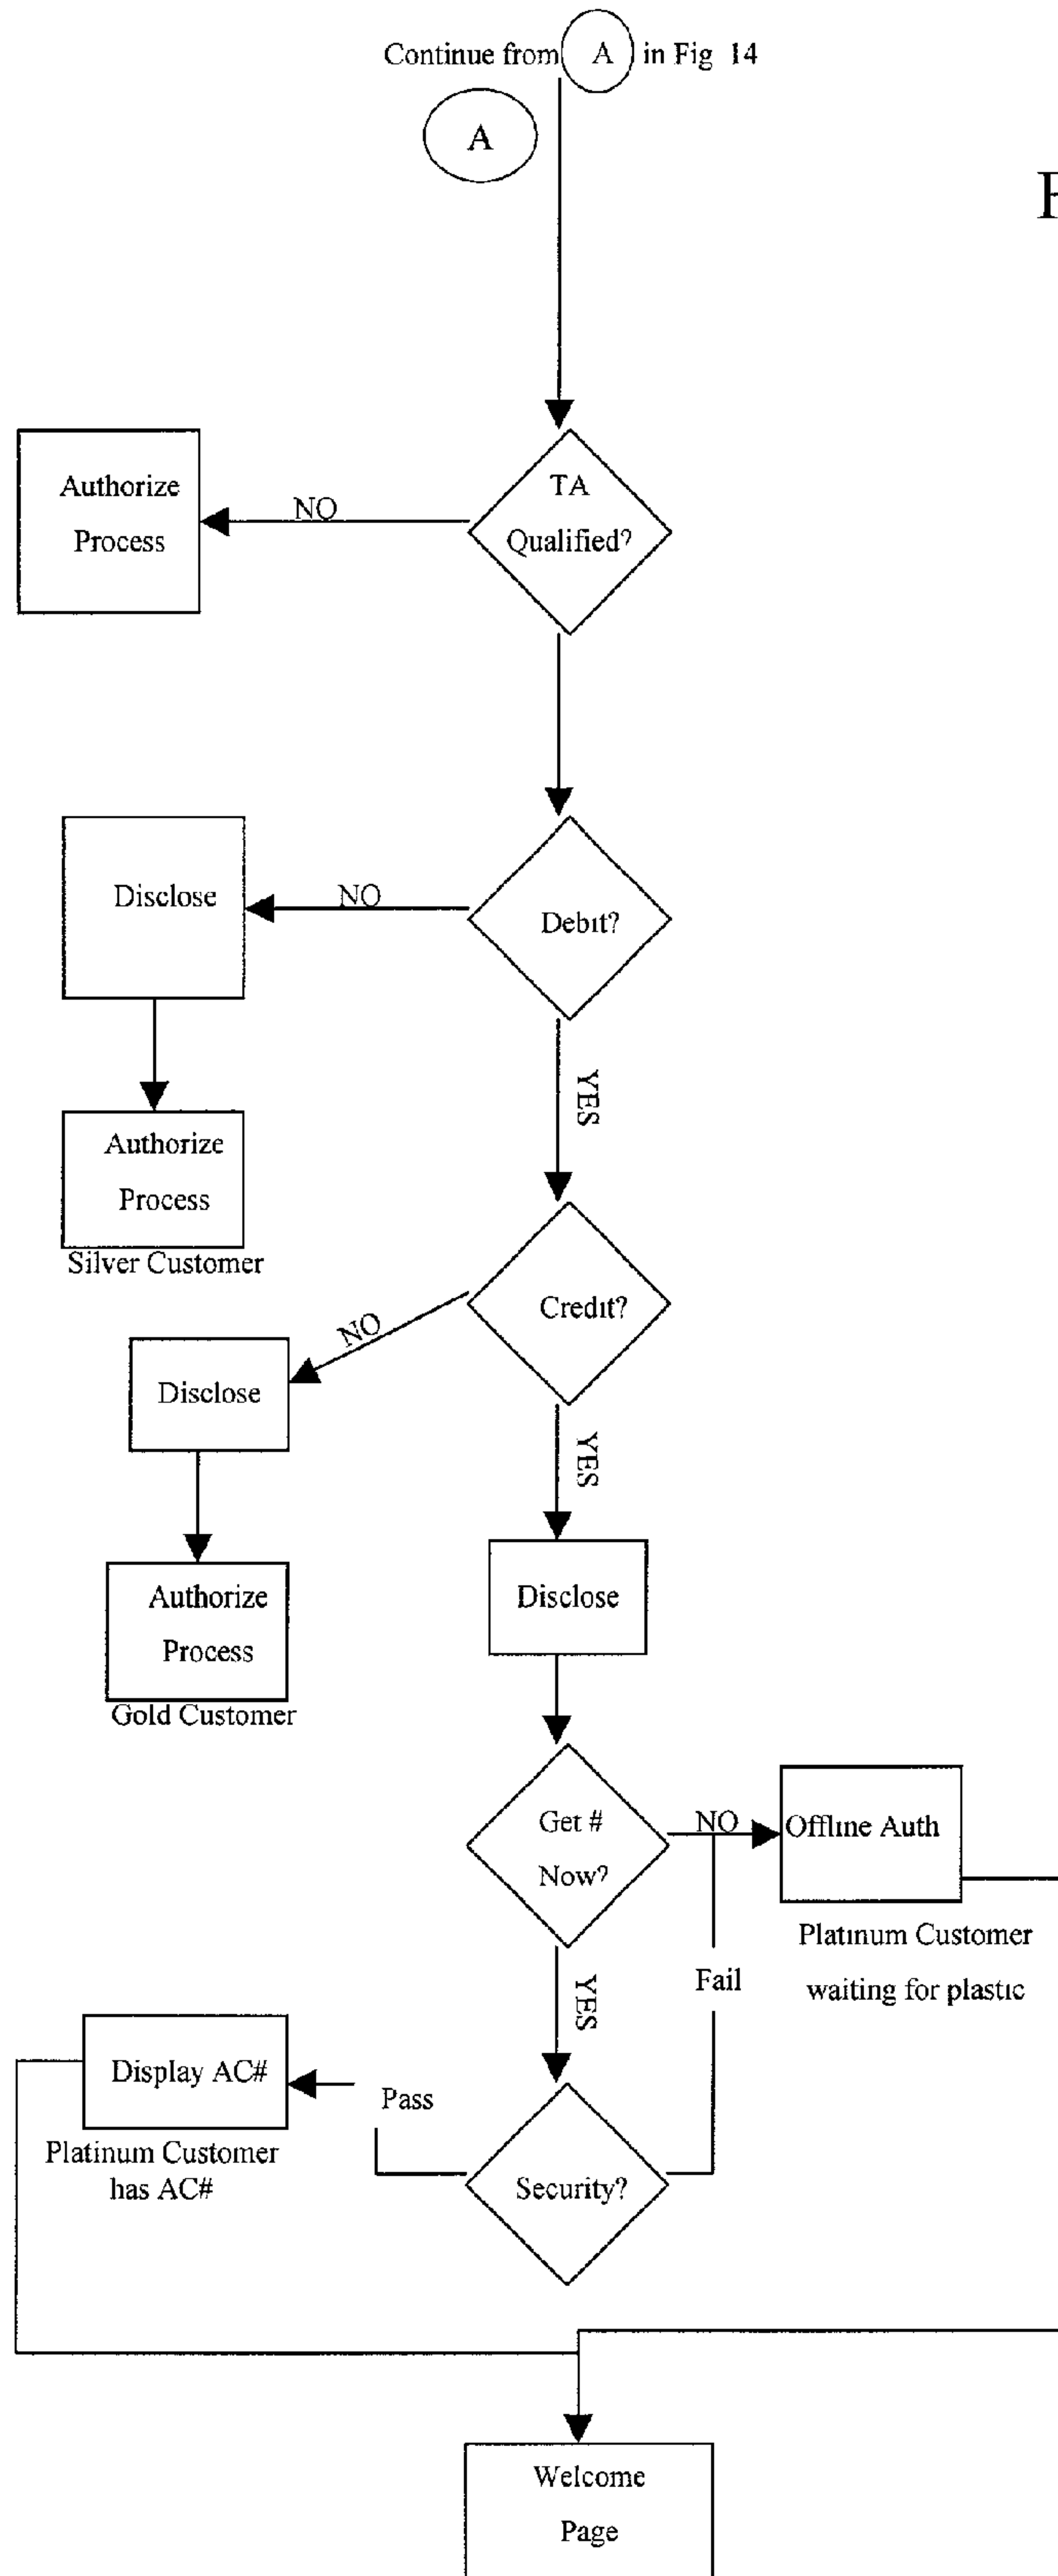 Continue from A in Fig 14
A
F
TA
Qualified?
NO
Authorize
Process
Debit?
NO
Disclose
YES
Authorize
Process
Silver Customer
Credit?
NO
Disclose
YES
Disclose
Authorize
Process
Gold Customer
Get #
Now?
NO
Offline Auth
Platinum Customer
waiting for plastic
YES
Fail
Display AC#
Pass
Platinum Customer
has AC#
Security?
Welcome
Page